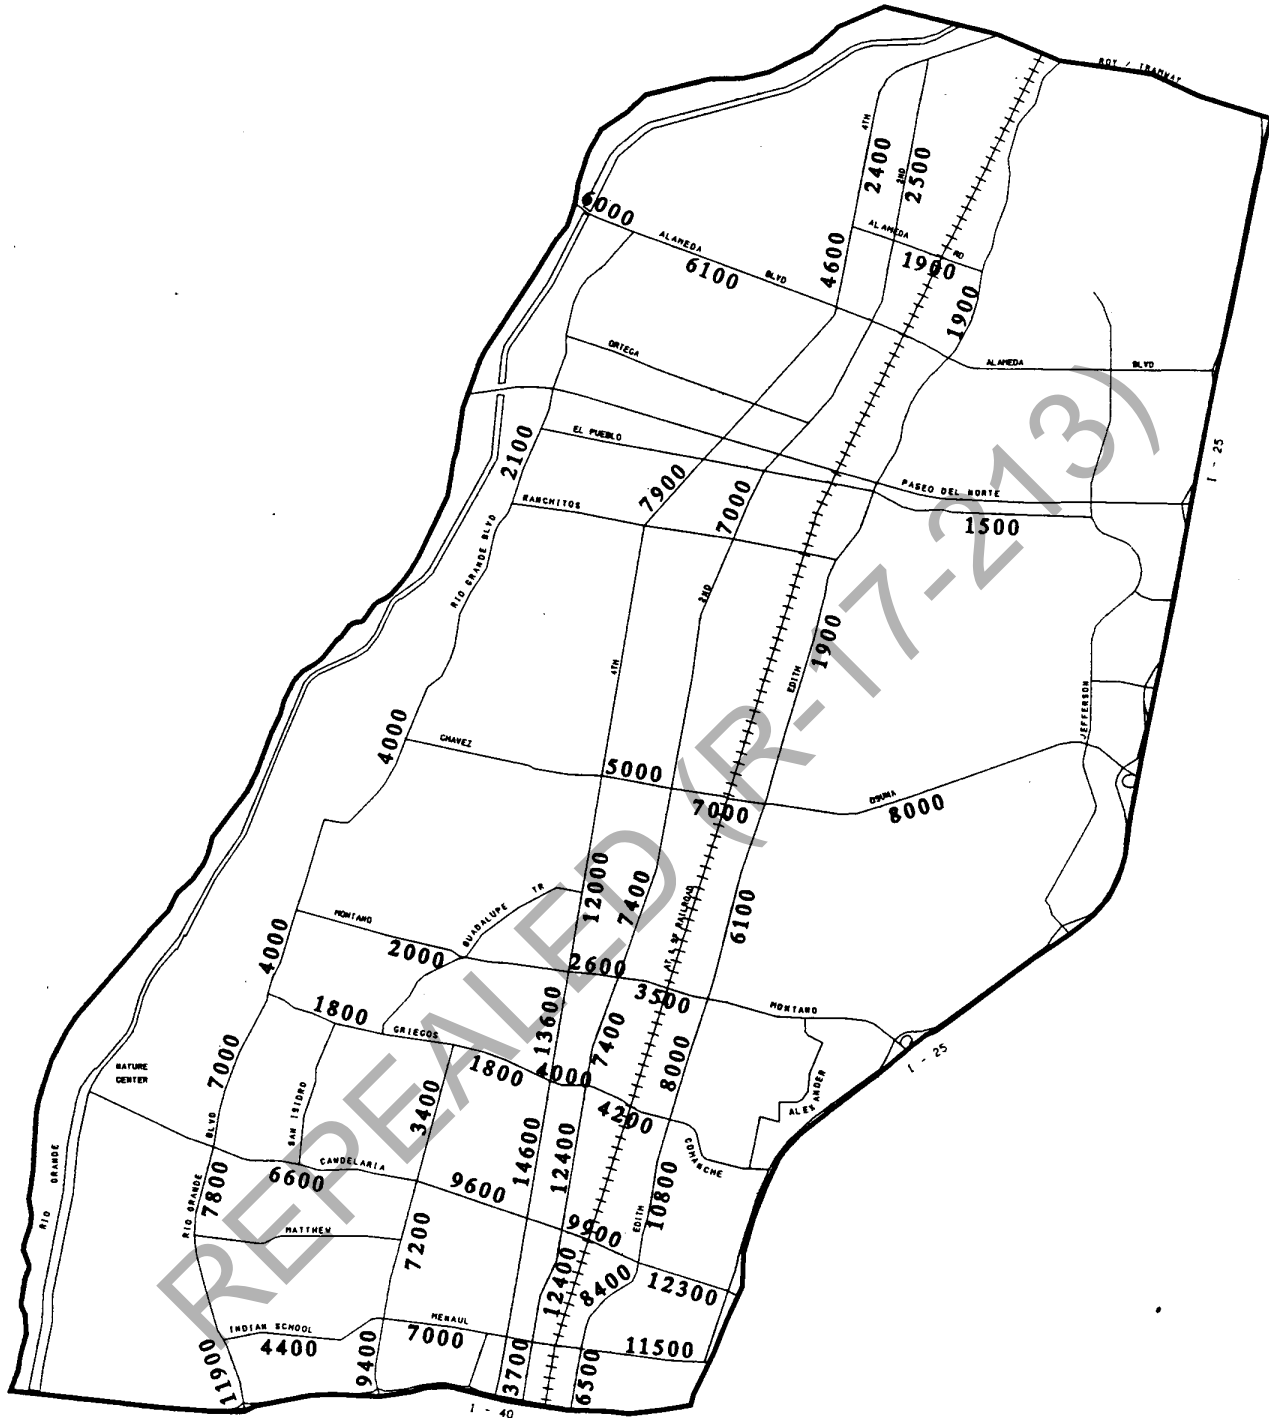 ROY / TRAMWAY
4TH
2400
2ND
2500
6000
ALAMEDA
BLVD
6100
4600
ALAMEDA
RD
1900
1900
ORTEGA
ALAMEDA
BLVD
I - 25
2100
EL PUEBLO
7900
7000
PASEO DEL NORTE
1500
RANCHITOS
RIO GRANDE BLVD
2ND
4TH
1900
EDITH
JEFFERSON
4000
CHAVEZ
5000
7000
OSUNA
8000
12000
7400
AT & SF RAILROAD
6100
GUADALUPE TR
MONTANO
2000
4000
2600
3500
MONTANO
1800
GRIEGOS
13600
7400
8000
I - 25
NATURE
CENTER
7000
BLVD
SAN ISIDRO
3400
1800
4000
4200
ALEXANDER
COMANCHE
RIO GRANDE
RIO GRANDE
7800
6600
CANDELARIA
9600
14600
12400
10800
EDITH
9900
MATTHEW
7200
12400
8400
12300
INDIAN SCHOOL
4400
MENAUL
7000
11500
11900
9400
3700
6500
I - 40
REPEALED (R-17-213)